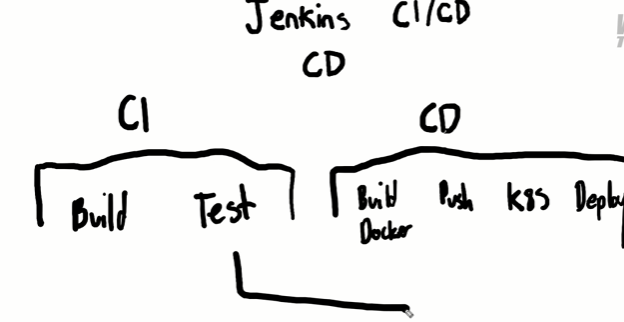 Jenkins CI/CD
CD
CI CD
Build Test Build Push K8S Deploy
Docker